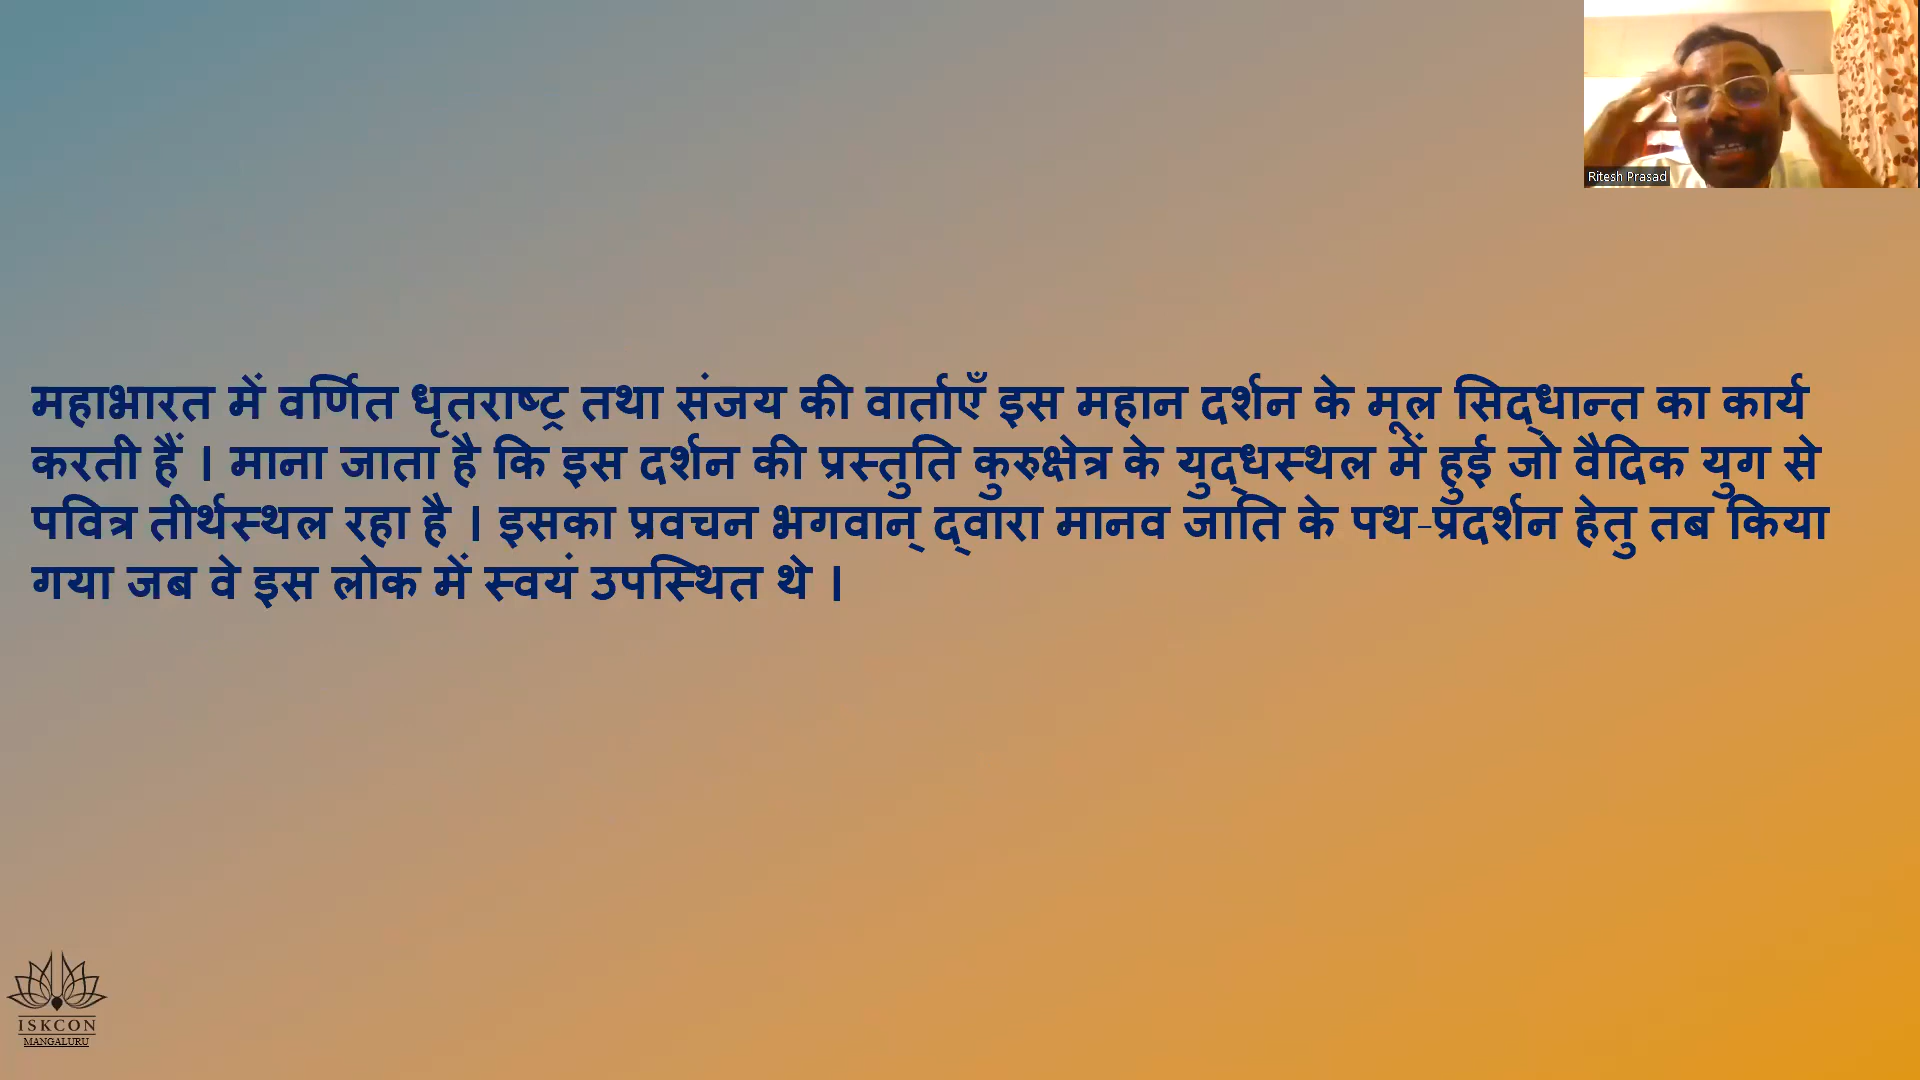 Ritesh Prasad
महाभारत में वर्णित धृतराष्ट्र तथा संजय की वार्ताएँ इस महान दर्शन के मूल सिद्धान्त का कार्य
करती हैं । माना जाता है कि इस दर्शन की प्रस्तुति कुरुक्षेत्र के युद्धस्थल में हुई जो वैदिक युग से
पवित्र तीर्थस्थल रहा है । इसका प्रवचन भगवान् द्वारा मानव जाति के पथ-प्रदर्शन हेतु तब किया
गया जब वे इस लोक में स्वयं उपस्थित थे ।
ISKCON
MANGALURU